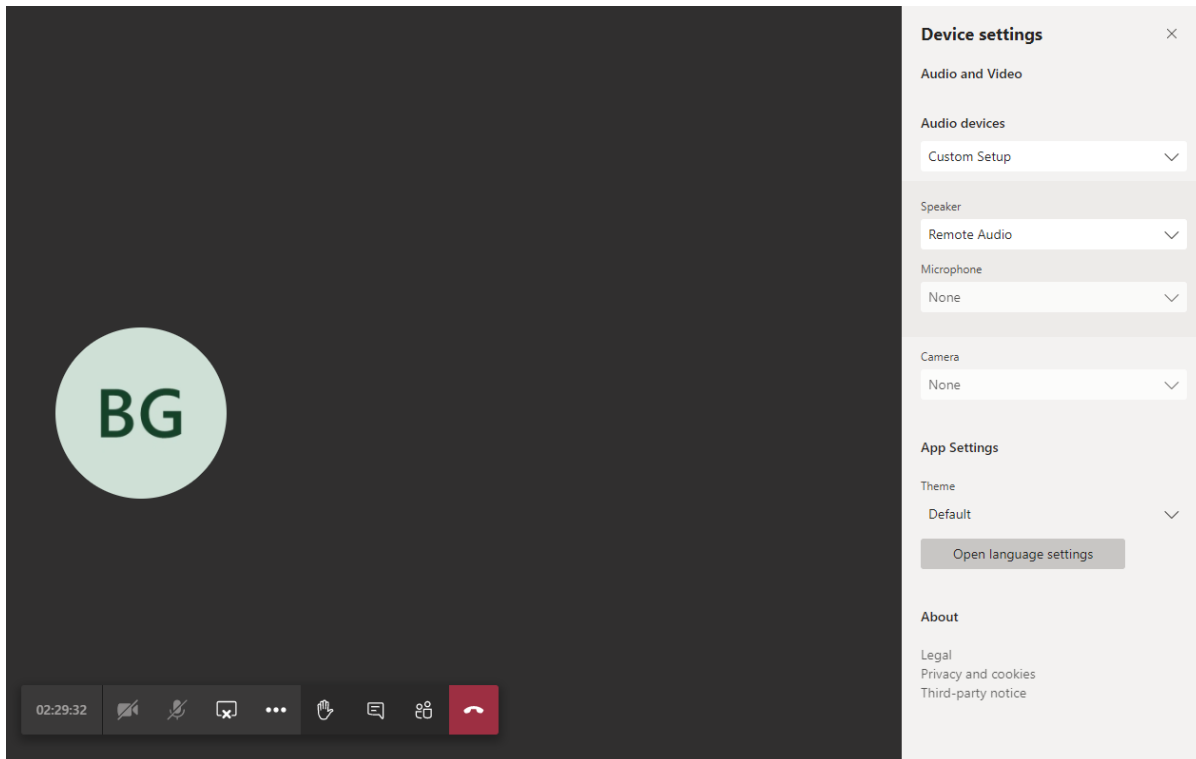 BG
02:29:32
Device settings
Audio and Video
Audio devices
Custom Setup
Speaker
Remote Audio
Microphone
None
Camera
None
App Settings
Theme
Default
Open language settings
About
Legal
Privacy and cookies
Third-party notice